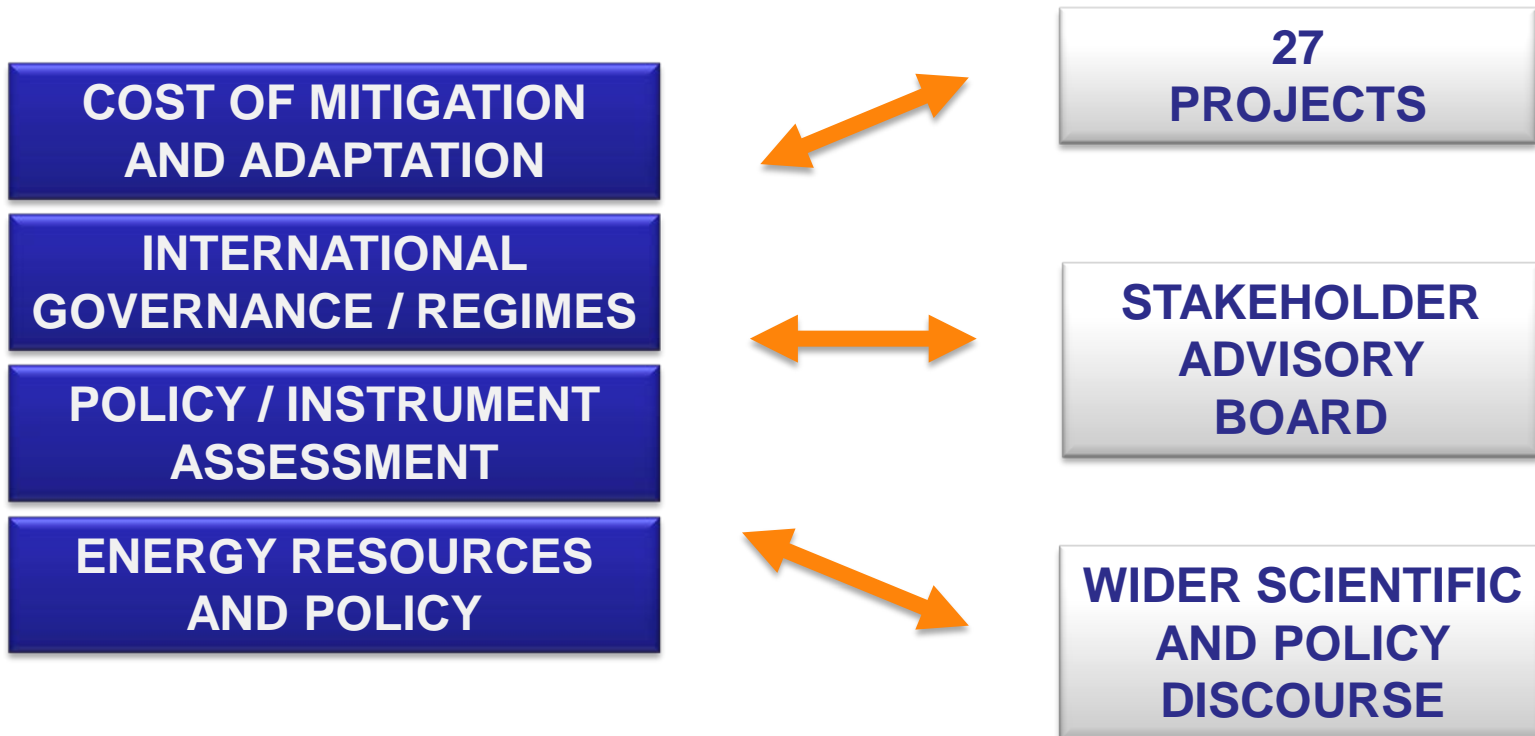 COST OF MITIGATION
AND ADAPTATION
INTERNATIONAL
GOVERNANCE / REGIMES
POLICY / INSTRUMENT
ASSESSMENT
ENERGY RESOURCES
AND POLICY
27
PROJECTS
STAKEHOLDER
ADVISORY
BOARD
WIDER SCIENTIFIC
AND POLICY
DISCOURSE